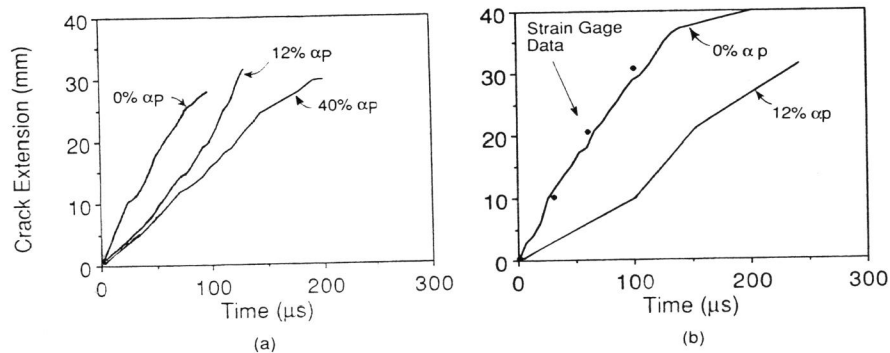 40
30
20
10
0
0
100
200
300
Crack Extension (mm)
Time (μs)
0% αp
12% αp
40% αp
(a)
40
30
20
10
0
0
100
200
300
Strain Gage
Data
0% α p
12% αp
Time (μs)
(b)